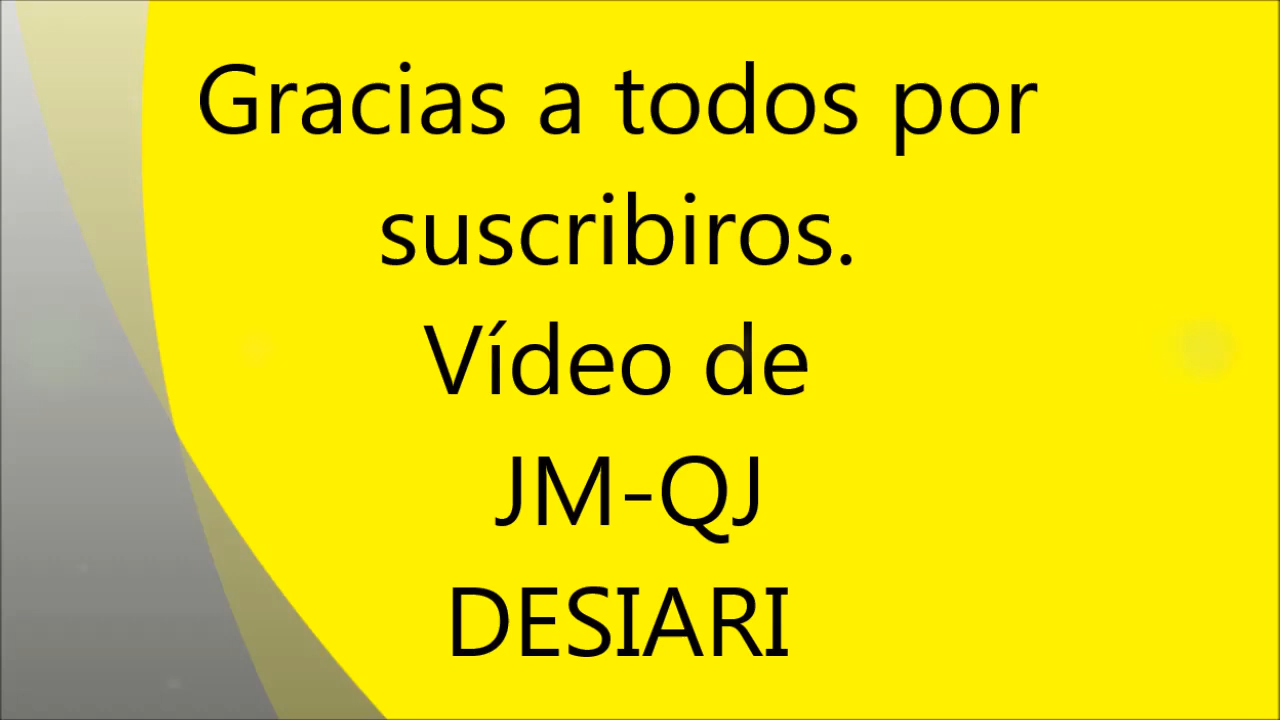 Gracias a todos por
suscribiros.
Vídeo de
JM-QJ
DESIARI